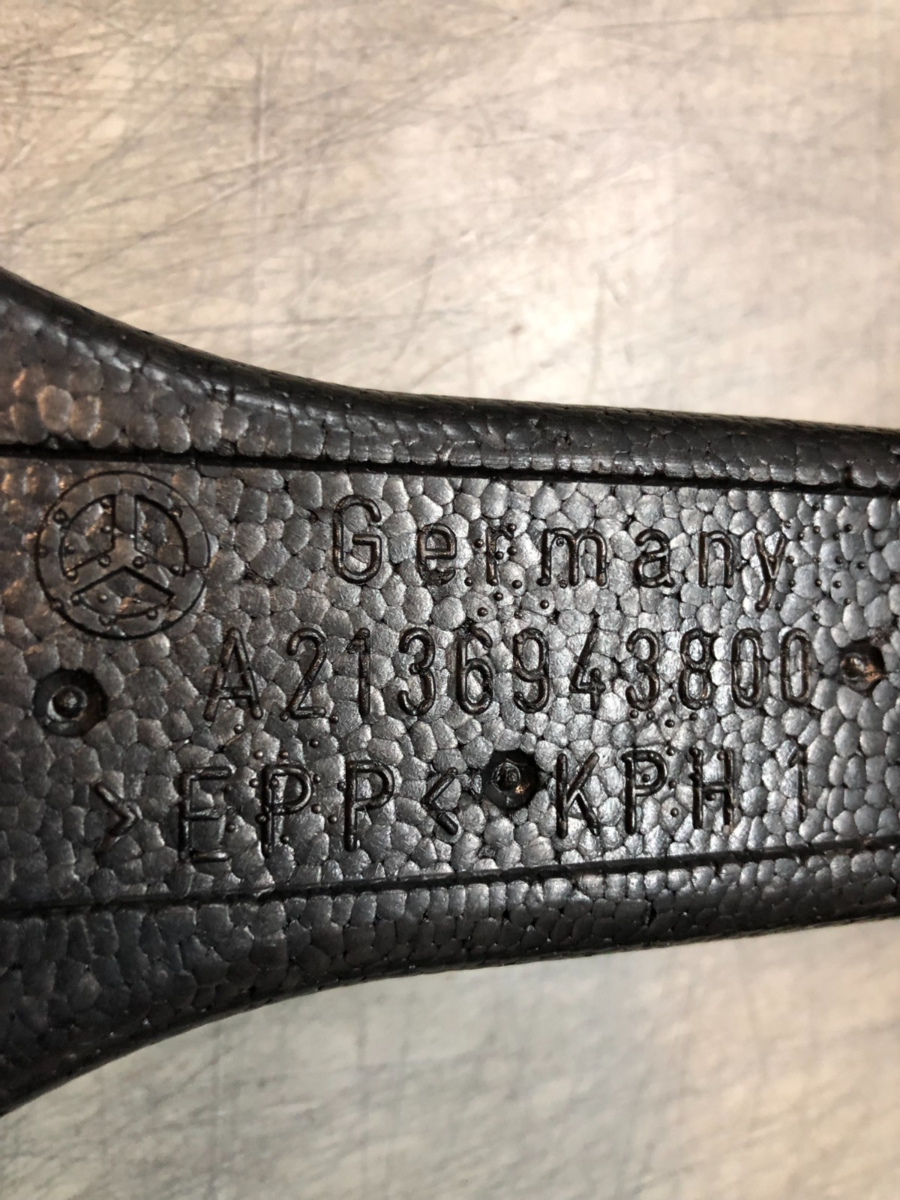 Germany
A2136943800
>EPP< KPH 1